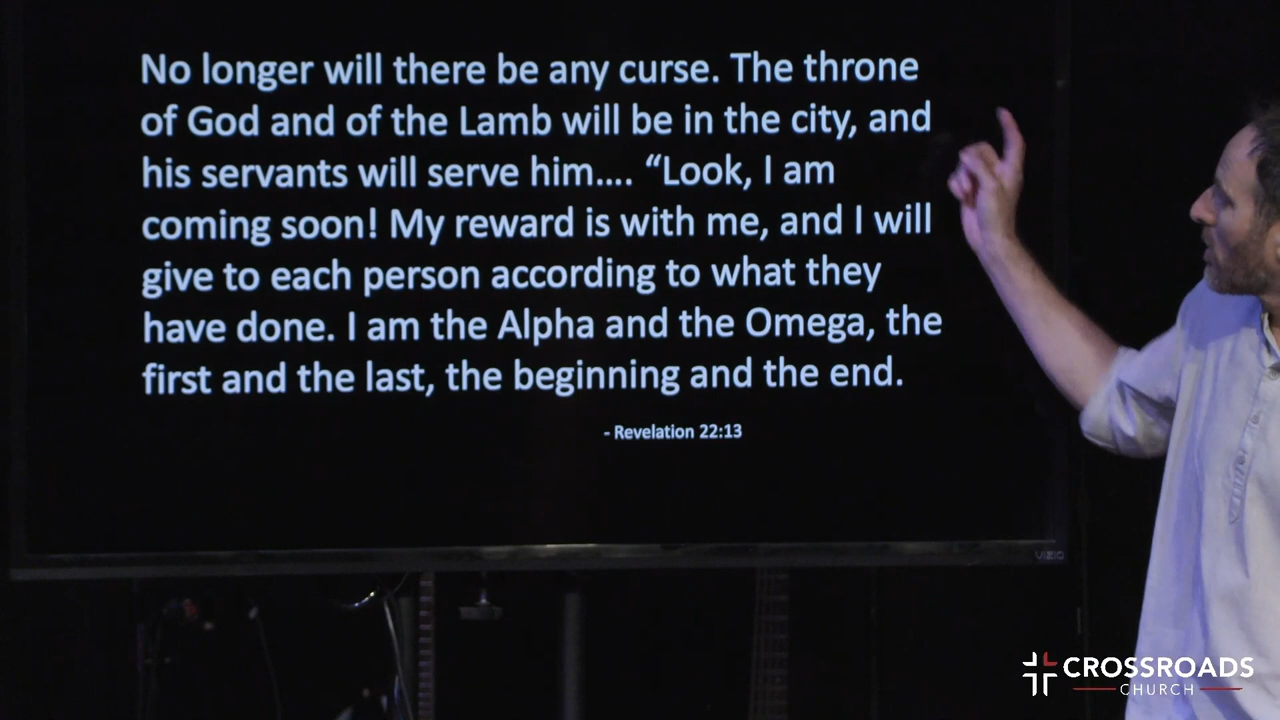 No longer will there be any curse. The throne
of God and of the Lamb will be in the city, and
his servants will serve him.... “Look, I am
coming soon! My reward is with me, and I will
give to each person according to what they
have done. I am the Alpha and the Omega, the
first and the last, the beginning and the end.
- Revelation 22:13
VIZIO
CROSSROADS
CHURCH